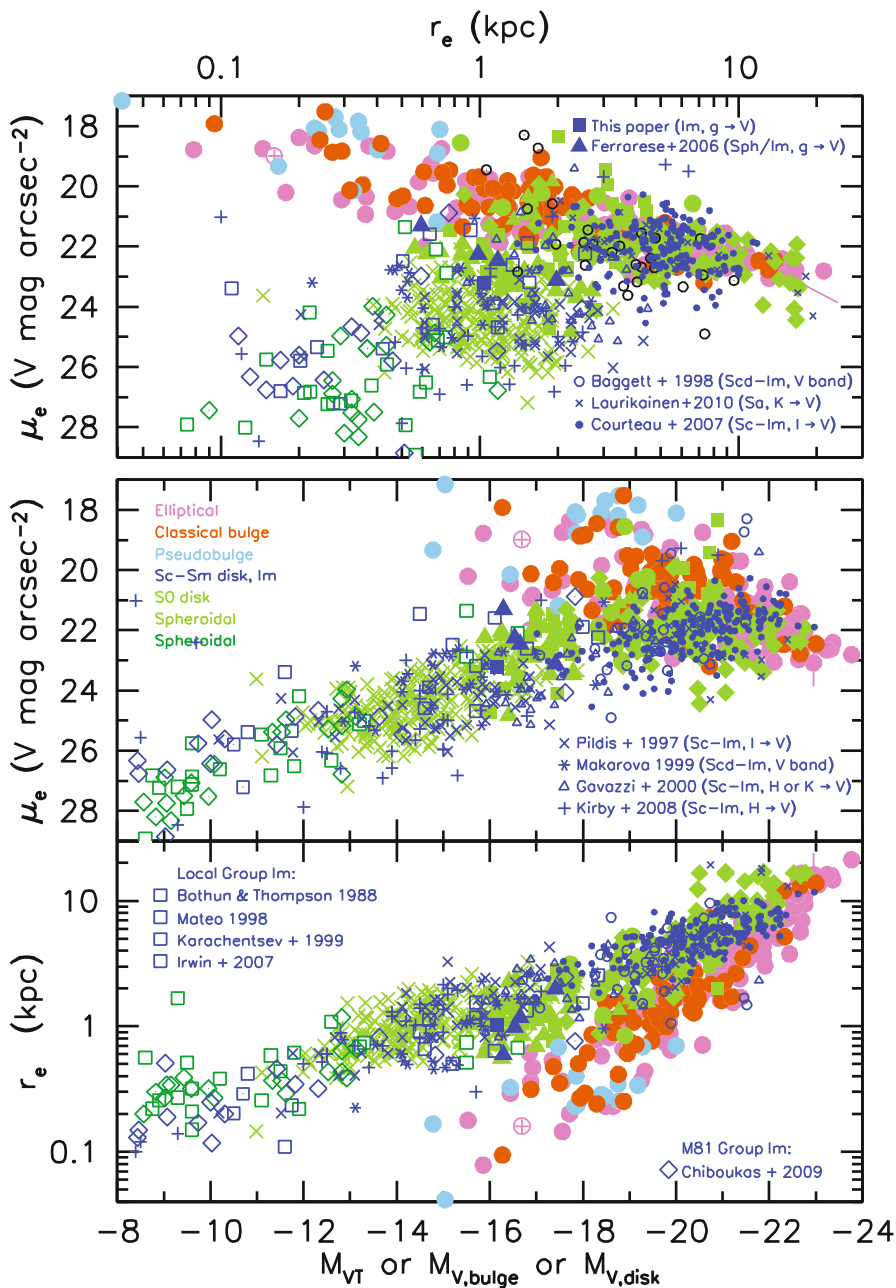 r_e (kpc)
0.1 1 10
μ_e (V mag arcsec⁻²)
18
20
22
24
26
28
This paper (Im, g → V)
Ferrarese+2006 (Sph/Im, g → V)
Baggett + 1998 (Scd-Im, V band)
Laurikainen+2010 (Sa, K → V)
Courteau + 2007 (Sc-Im, I → V)
μ_e (V mag arcsec⁻²)
18
20
22
24
26
28
Elliptical
Classical bulge
Pseudobulge
Sc-Sm disk, Im
S0 disk
Spheroidal
Spheroidal
Pildis + 1997 (Sc-Im, I → V)
Makarova 1999 (Scd-Im, V band)
Gavazzi + 2000 (Sc-Im, H or K → V)
Kirby + 2008 (Sc-Im, H → V)
r_e (kpc)
10
1
0.1
Local Group Im:
Bothun & Thompson 1988
Mateo 1998
Karachentsev + 1999
Irwin + 2007
M81 Group Im:
Chiboukas + 2009
-8 -10 -12 -14 -16 -18 -20 -22 -24
M_VT or M_V,bulge or M_V,disk